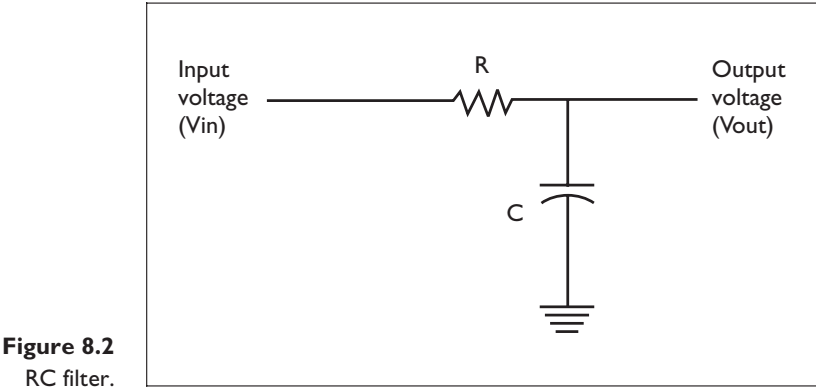 Input
voltage
(Vin)
R
Output
voltage
(Vout)
C
Figure 8.2
RC filter.